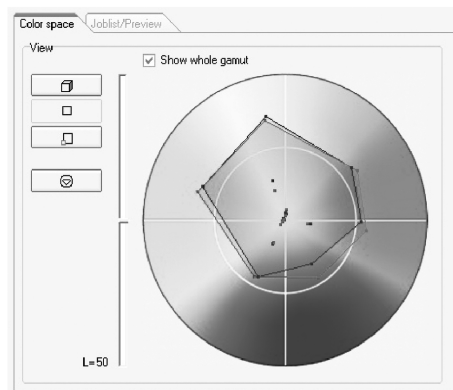 Color space
Joblist/Preview
View
Show whole gamut
L=50